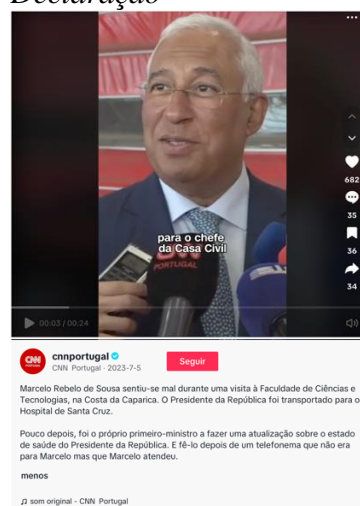 Declaração
para o chefe
da Casa Civil
CNN
PORTUGAL
682
35
36
34
00:03 / 00:24
CNN
cnnportugal
CNN Portugal · 2023-7-5
Seguir
Marcelo Rebelo de Sousa sentiu-se mal durante uma visita à Faculdade de Ciências e
Tecnologias, na Costa da Caparica. O Presidente da República foi transportado para o
Hospital de Santa Cruz.
Pouco depois, foi o próprio primeiro-ministro a fazer uma atualização sobre o estado
de saúde do Presidente da República. E fê-lo depois de um telefonema que não era
para Marcelo mas que Marcelo atendeu.
menos
♫ som original - CNN Portugal